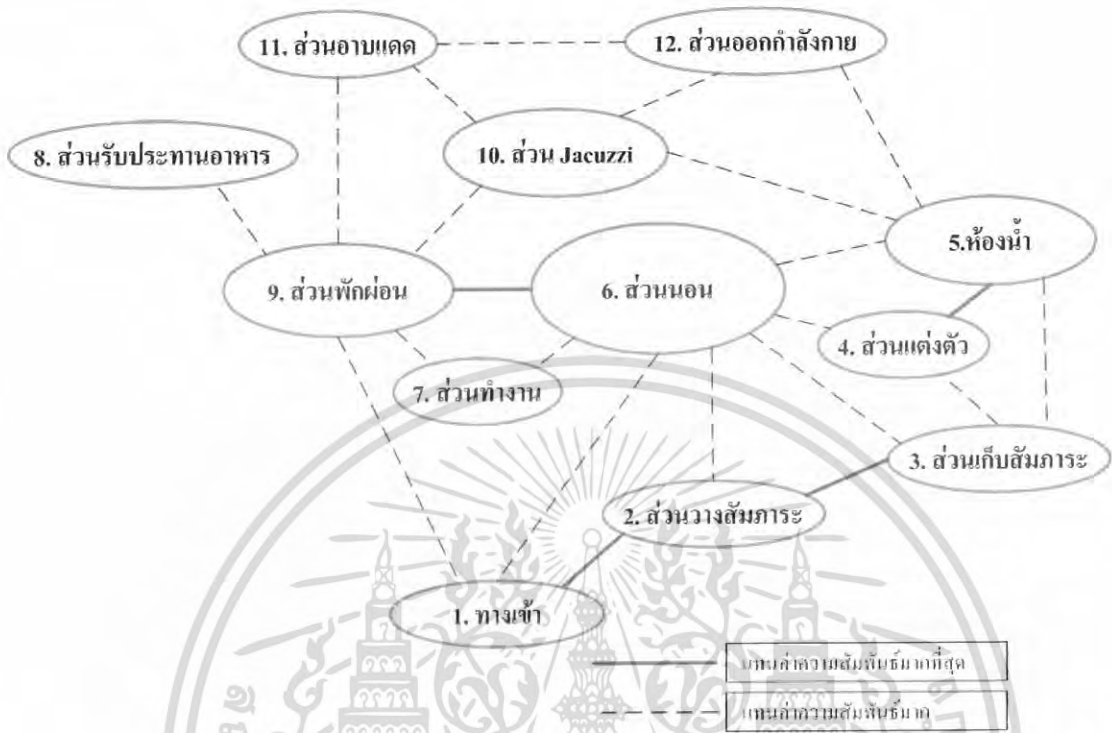 11. ส่วนอาบแดด
12. ส่วนออกกำลังกาย
8. ส่วนรับประทานอาหาร
10. ส่วน Jacuzzi
5.ห้องน้ำ
9. ส่วนพักผ่อน
6. ส่วนนอน
4. ส่วนแต่งตัว
7. ส่วนทำงาน
3. ส่วนเก็บสัมภาระ
2. ส่วนวางสัมภาระ
1. ทางเข้า
แทนค่าความสัมพันธ์มากที่สุด
แทนค่าความสัมพันธ์มาก